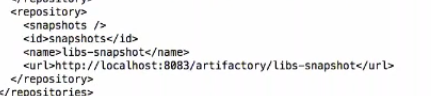 </repository>
<repository>
<snapshots />
<id>snapshots</id>
<name>libs-snapshot</name>
<url>http://localhost:8083/artifactory/libs-snapshot</url>
</repository>
</repositories>